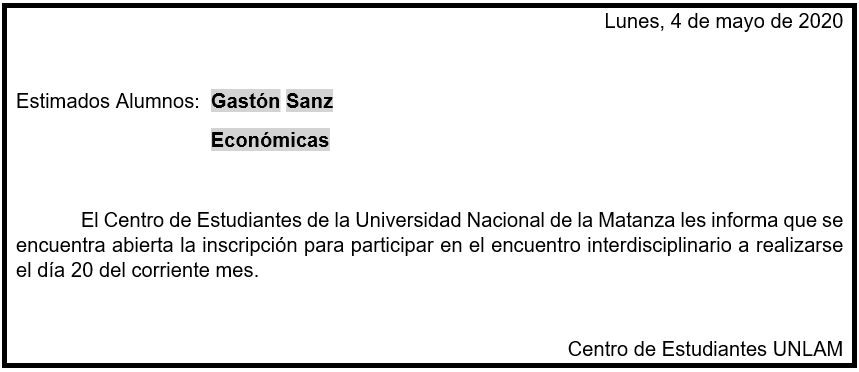 Lunes, 4 de mayo de 2020
Estimados Alumnos: Gastón Sanz
Económicas
El Centro de Estudiantes de la Universidad Nacional de la Matanza les informa que se
encuentra abierta la inscripción para participar en el encuentro interdisciplinario a realizarse
el día 20 del corriente mes.
Centro de Estudiantes UNLAM